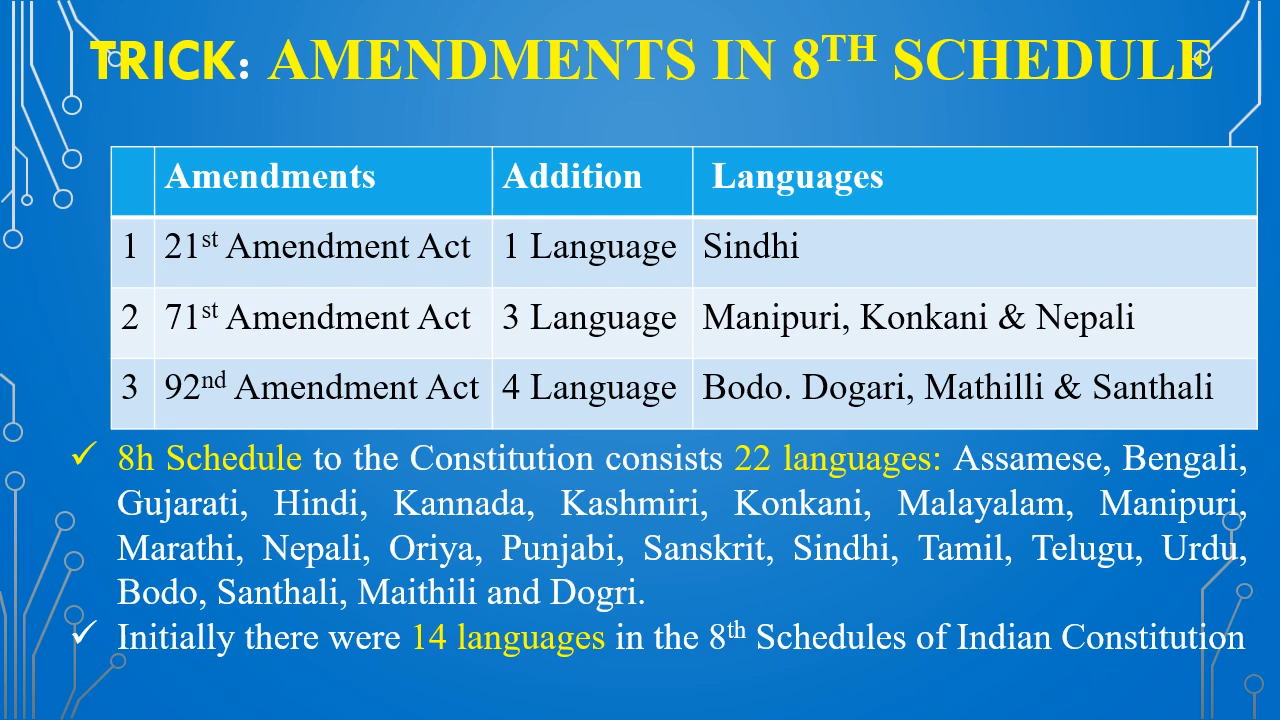 TRICK: AMENDMENTS IN 8TH SCHEDULE
Amendments Addition Languages
1 21st Amendment Act 1 Language Sindhi
2 71st Amendment Act 3 Language Manipuri, Konkani & Nepali
3 92nd Amendment Act 4 Language Bodo. Dogari, Mathilli & Santhali
✓ 8h Schedule to the Constitution consists 22 languages: Assamese, Bengali,
Gujarati, Hindi, Kannada, Kashmiri, Konkani, Malayalam, Manipuri,
Marathi, Nepali, Oriya, Punjabi, Sanskrit, Sindhi, Tamil, Telugu, Urdu,
Bodo, Santhali, Maithili and Dogri.
✓ Initially there were 14 languages in the 8th Schedules of Indian Constitution